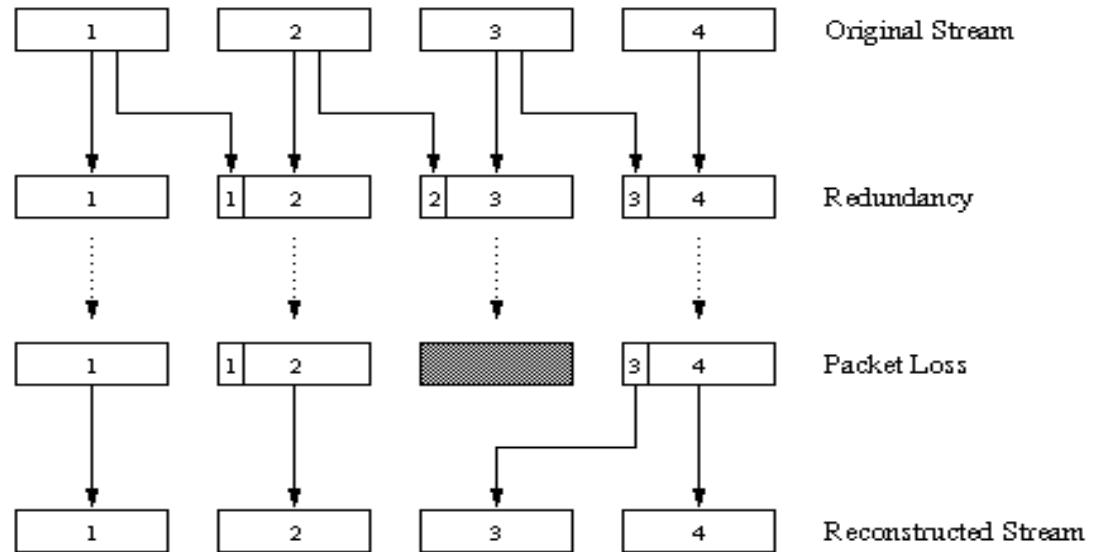 1 2 3 4 Original Stream
1 1 2 2 3 3 4 Redundancy
1 1 2 3 4 Packet Loss
1 2 3 4 Reconstructed Stream